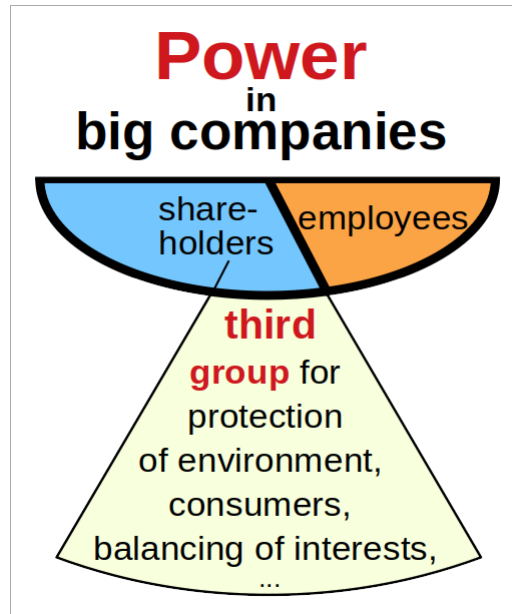 Power
in
big companies
share-
holders
employees
third
group for
protection
of environment,
consumers,
balancing of interests,
...